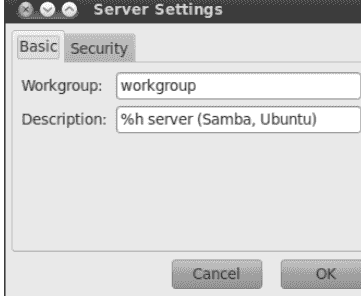 Server Settings
Basic Security
Workgroup: workgroup
Description: %h server (Samba, Ubuntu)
Cancel OK